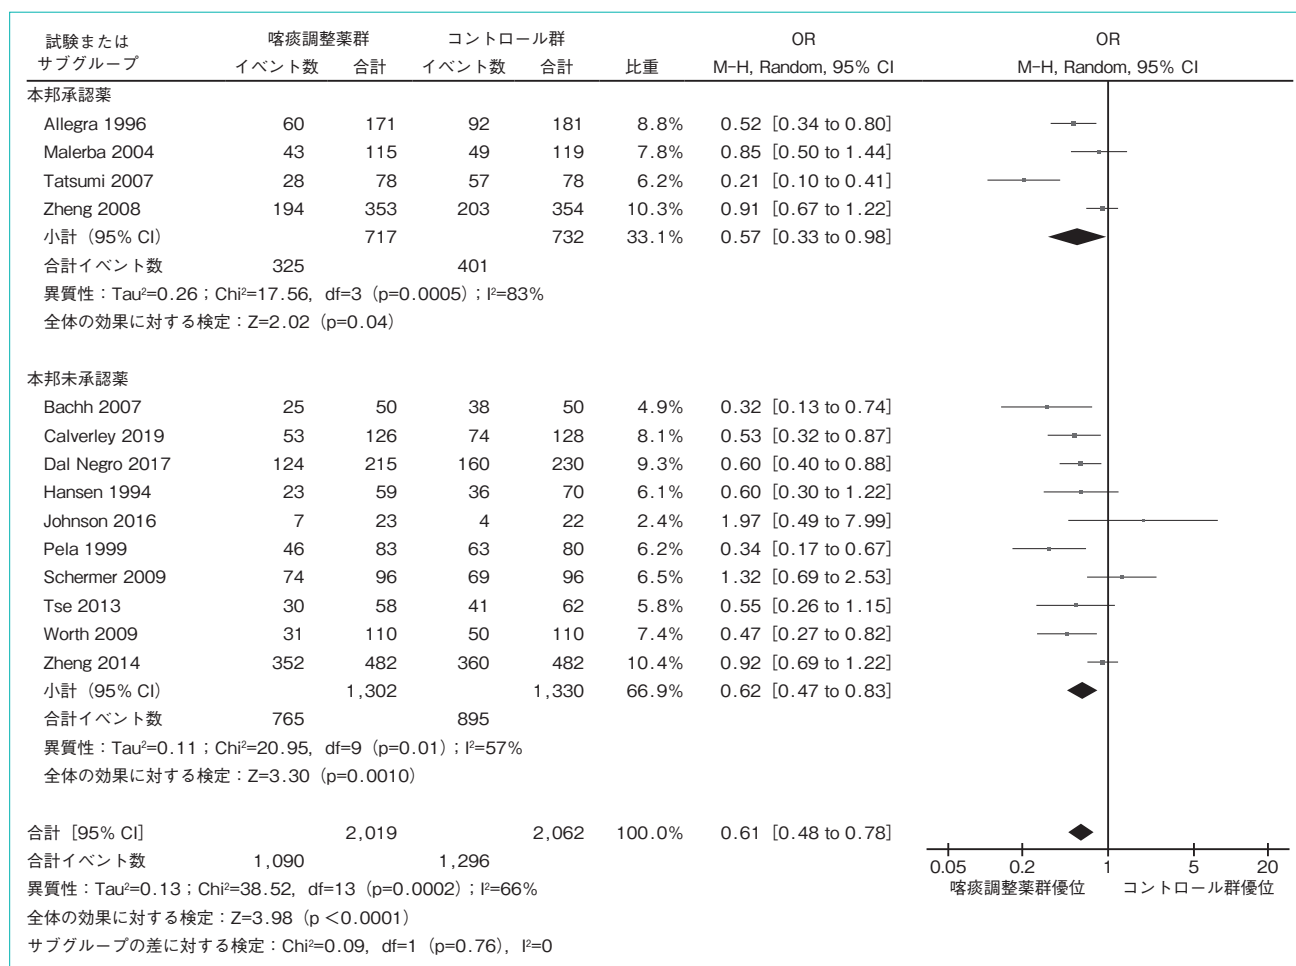 試験または サブグループ 喀痰調整薬群 コントロール群 OR OR
イベント数 合計 イベント数 合計 比重 M-H, Random, 95% CI M-H, Random, 95% CI
本邦承認薬
Allegra 1996 60 171 92 181 8.8% 0.52 [0.34 to 0.80]
Malerba 2004 43 115 49 119 7.8% 0.85 [0.50 to 1.44]
Tatsumi 2007 28 78 57 78 6.2% 0.21 [0.10 to 0.41]
Zheng 2008 194 353 203 354 10.3% 0.91 [0.67 to 1.22]
小計（95% CI） 717 732 33.1% 0.57 [0.33 to 0.98]
合計イベント数 325 401
異質性：Tau²=0.26；Chi²=17.56, df=3（p=0.0005）；I²=83%
全体の効果に対する検定：Z=2.02（p=0.04）
本邦未承認薬
Bachh 2007 25 50 38 50 4.9% 0.32 [0.13 to 0.74]
Calverley 2019 53 126 74 128 8.1% 0.53 [0.32 to 0.87]
Dal Negro 2017 124 215 160 230 9.3% 0.60 [0.40 to 0.88]
Hansen 1994 23 59 36 70 6.1% 0.60 [0.30 to 1.22]
Johnson 2016 7 23 4 22 2.4% 1.97 [0.49 to 7.99]
Pela 1999 46 83 63 80 6.2% 0.34 [0.17 to 0.67]
Schermer 2009 74 96 69 96 6.5% 1.32 [0.69 to 2.53]
Tse 2013 30 58 41 62 5.8% 0.55 [0.26 to 1.15]
Worth 2009 31 110 50 110 7.4% 0.47 [0.27 to 0.82]
Zheng 2014 352 482 360 482 10.4% 0.92 [0.69 to 1.22]
小計（95% CI） 1,302 1,330 66.9% 0.62 [0.47 to 0.83]
合計イベント数 765 895
異質性：Tau²=0.11；Chi²=20.95, df=9（p=0.01）；I²=57%
全体の効果に対する検定：Z=3.30（p=0.0010）
合計［95% CI］ 2,019 2,062 100.0% 0.61 [0.48 to 0.78]
合計イベント数 1,090 1,296
異質性：Tau²=0.13；Chi²=38.52, df=13（p=0.0002）；I²=66%
全体の効果に対する検定：Z=3.98（p＜0.0001）
サブグループの差に対する検定：Chi²=0.09, df=1（p=0.76）, I²=0
0.05 0.2 1 5 20
喀痰調整薬群優位 コントロール群優位